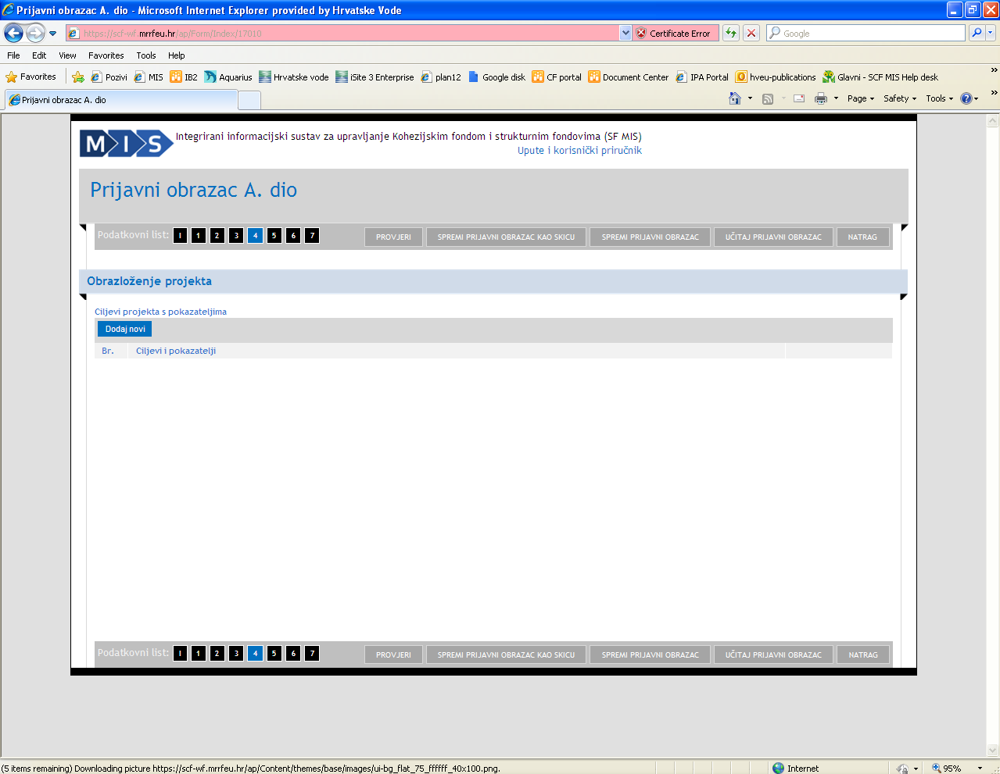 Prijavni obrazac A. dio - Microsoft Internet Explorer provided by Hrvatske Vode
https://scf-wf.mrrfeu.hr/ap/Form/Index/17010 Certificate Error Google
File Edit View Favorites Tools Help
Favorites Pozivi MIS IB2 Aquarius Hrvatske vode iSite 3 Enterprise plan12 Google disk CF portal Document Center IPA Portal hveu-publications Glavni - SCF MIS Help desk »
Prijavni obrazac A. dio Page Safety Tools »
MIS Integrirani informacijski sustav za upravljanje Kohezijskim fondom i strukturnim fondovima (SF MIS)
Upute i korisnički priručnik
Prijavni obrazac A. dio
Podatkovni list: I 1 2 3 4 5 6 7 PROVJERI SPREMI PRIJAVNI OBRAZAC KAO SKICU SPREMI PRIJAVNI OBRAZAC UČITAJ PRIJAVNI OBRAZAC NATRAG
Obrazloženje projekta
Ciljevi projekta s pokazateljima
Dodaj novi
Br. Ciljevi i pokazatelji
Podatkovni list: I 1 2 3 4 5 6 7 PROVJERI SPREMI PRIJAVNI OBRAZAC KAO SKICU SPREMI PRIJAVNI OBRAZAC UČITAJ PRIJAVNI OBRAZAC NATRAG
(5 items remaining) Downloading picture https://scf-wf.mrrfeu.hr/ap/Content/themes/base/images/ui-bg_flat_75_ffffff_40x100.png. Internet 95%